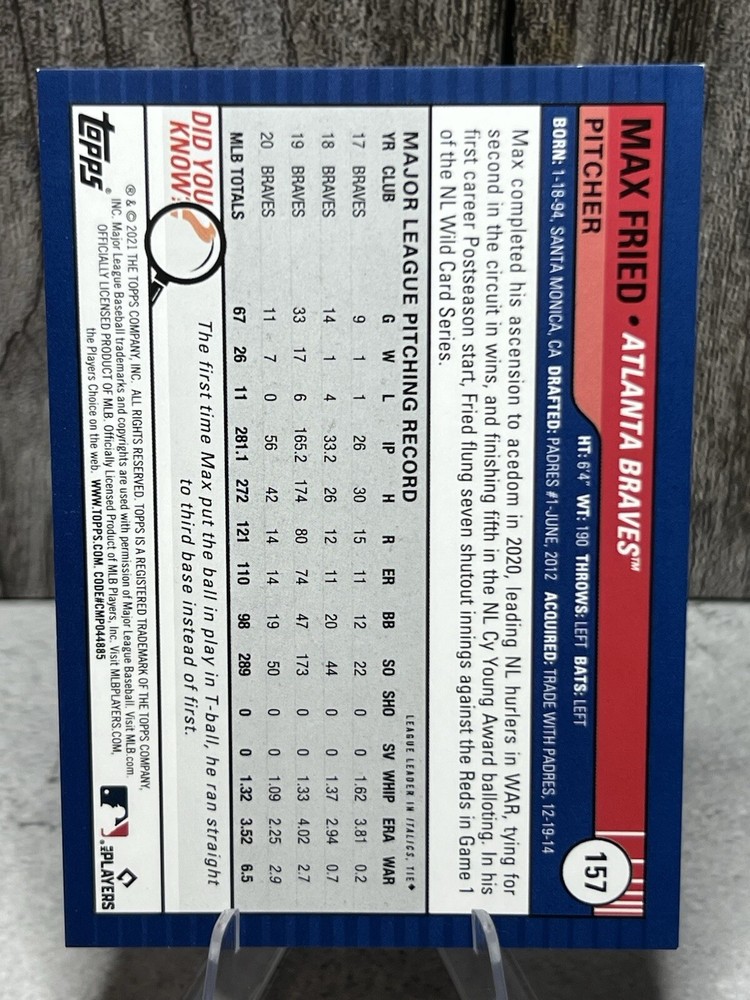 MAX FRIED • ATLANTA BRAVES™
157
PITCHER
HT: 6'4" WT: 190 THROWS: LEFT BATS: LEFT
BORN: 1-18-94, SANTA MONICA, CA DRAFTED: PADRES #1-JUNE, 2012 ACQUIRED: TRADE WITH PADRES, 12-19-14
Max completed his ascension to acedom in 2020, leading NL hurlers in WAR, tying for
second in the circuit in wins, and finishing fifth in the NL Cy Young Award balloting. In his
first career Postseason start, Fried flung seven shutout innings against the Reds in Game 1
of the NL Wild Card Series.
MAJOR LEAGUE PITCHING RECORD
LEAGUE LEADER IN ITALICS, TIE♦
YR CLUB G W L IP H R ER BB SO SHO SV WHIP ERA WAR
17 BRAVES 9 1 1 26 30 15 11 12 22 0 0 1.62 3.81 0.2
18 BRAVES 14 1 4 33.2 26 12 11 20 44 0 0 1.37 2.94 0.7
19 BRAVES 33 17 6 165.2 174 80 74 47 173 0 0 1.33 4.02 2.7
20 BRAVES 11 7 0 56 42 14 14 19 50 0 0 1.09 2.25 2.9
MLB TOTALS 67 26 11 281.1 272 121 110 98 289 0 0 1.32 3.52 6.5
DID YOU
KNOW?
The first time Max put the ball in play in T-ball, he ran straight
to third base instead of first.
topps®
® & © 2021 THE TOPPS COMPANY, INC. ALL RIGHTS RESERVED. TOPPS IS A REGISTERED TRADEMARK OF THE TOPPS COMPANY,
INC. Major League Baseball trademarks and copyrights are used with permission of Major League Baseball. Visit MLB.com.
OFFICIALLY LICENSED PRODUCT OF MLB. Officially Licensed Product of MLB Players, Inc. Visit MLBPLAYERS.COM,
the Players Choice on the web. WWW.TOPPS.COM. CODE#CMP044885
MLB PLAYERS